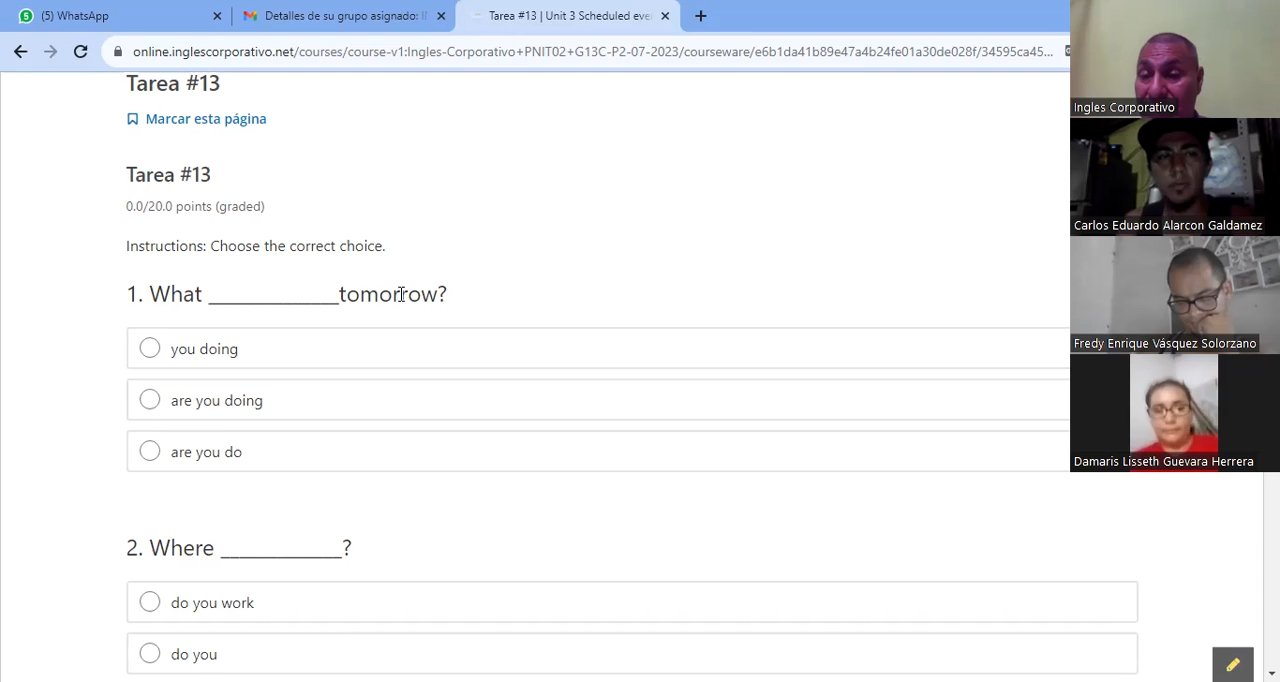 (5) WhatsApp
Detalles de su grupo asignado: I
Tarea #13 | Unit 3 Scheduled eve
online.inglescorporativo.net/courses/course-v1:Ingles-Corporativo+PNIT02+G13C-P2-07-2023/courseware/e6b1da41b89e47a4b24fe01a30de028f/34595ca45...
Tarea #13
Marcar esta página
Tarea #13
0.0/20.0 points (graded)
Instructions: Choose the correct choice.
1. What ____________tomorrow?
you doing
are you doing
are you do
2. Where ___________?
do you work
do you
Ingles Corporativo
Carlos Eduardo Alarcon Galdamez
Fredy Enrique Vásquez Solorzano
Damaris Lisseth Guevara Herrera